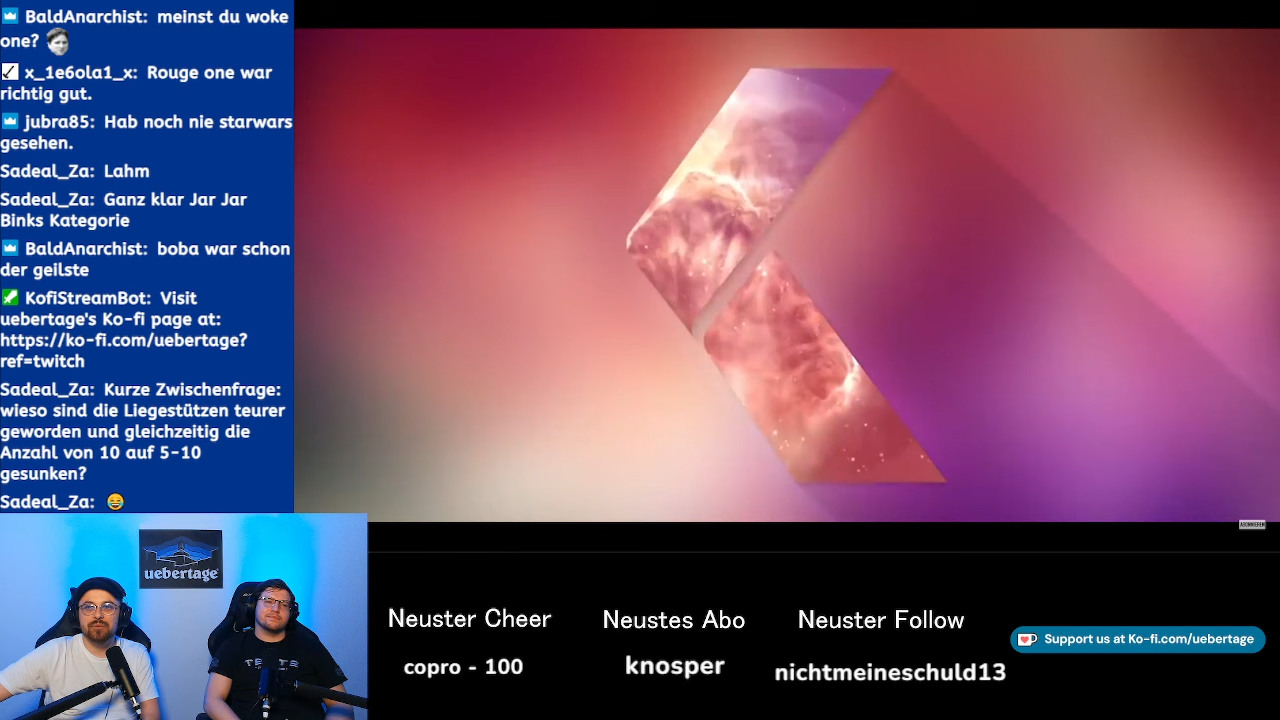 BaldAnarchist: meinst du woke
one?
x_1e6ola1_x: Rouge one war
richtig gut.
jubra85: Hab noch nie starwars
gesehen.
Sadeal_Za: Lahm
Sadeal_Za: Ganz klar Jar Jar
Binks Kategorie
BaldAnarchist: boba war schon
der geilste
KofiStreamBot: Visit
uebertage's Ko-fi page at:
https://ko-fi.com/uebertage?
ref=twitch
Sadeal_Za: Kurze Zwischenfrage:
wieso sind die Liegestützen teurer
geworden und gleichzeitig die
Anzahl von 10 auf 5-10
gesunken?
Sadeal_Za: 😂
ABONNIEREN
uebertage
Neuster Cheer
copro - 100
Neustes Abo
knosper
Neuster Follow
nichtmeineschuld13
Support us at Ko-fi.com/uebertage